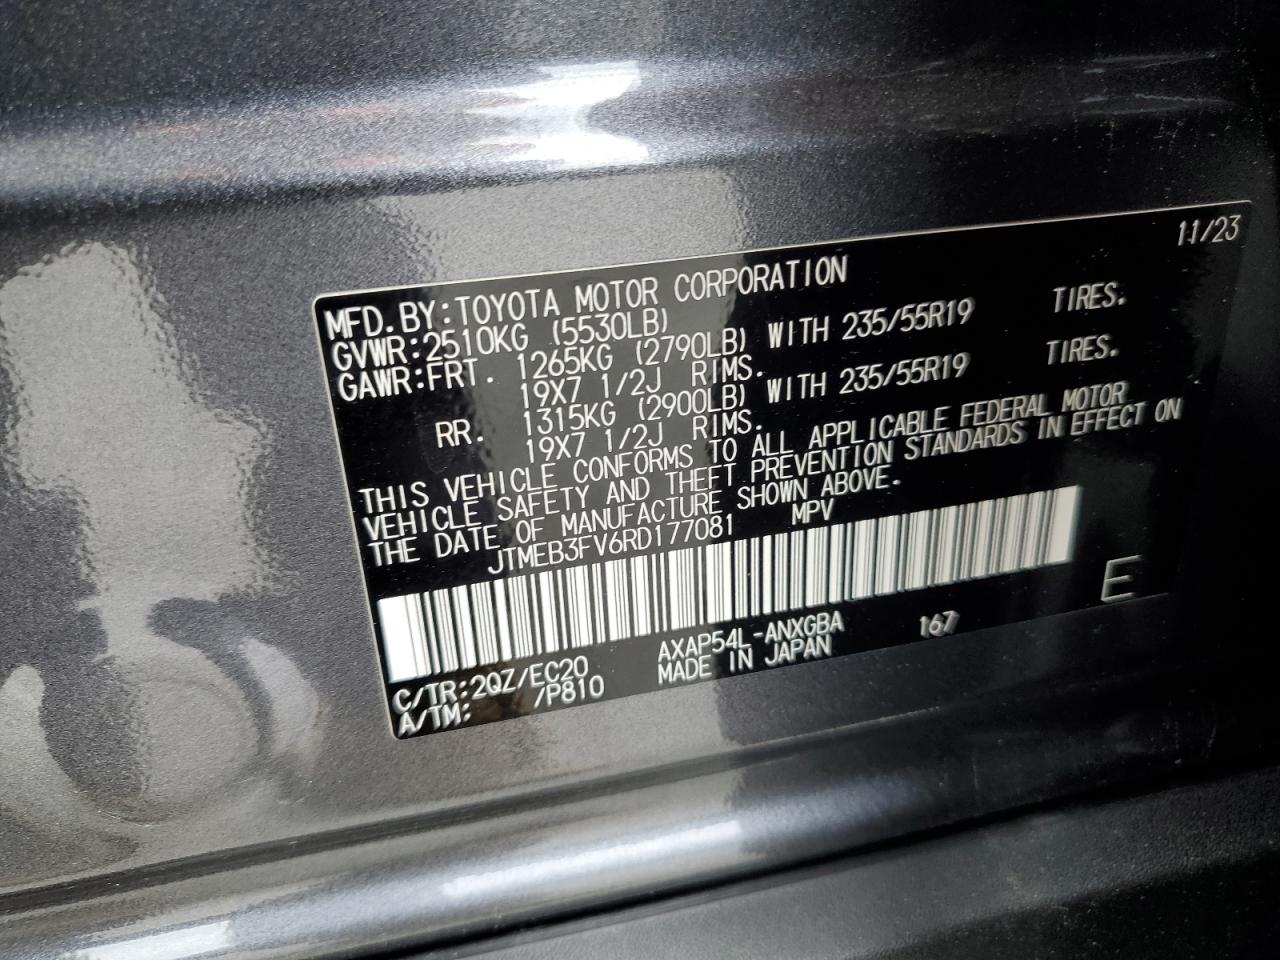 11/23
MFD.BY:TOYOTA MOTOR CORPORATION
GVWR:2510KG (5530LB)
GAWR:FRT. 1265KG (2790LB) WITH 235/55R19 TIRES.
19X7 1/2J RIMS.
RR. 1315KG (2900LB) WITH 235/55R19 TIRES.
19X7 1/2J RIMS.
THIS VEHICLE CONFORMS TO ALL APPLICABLE FEDERAL MOTOR
VEHICLE SAFETY AND THEFT PREVENTION STANDARDS IN EFFECT ON
THE DATE OF MANUFACTURE SHOWN ABOVE.
JTMEB3FV6RD177081 MPV
E
C/TR:2QZ/EC20 AXAP54L-ANXGBA 167
A/TM: /P810 MADE IN JAPAN